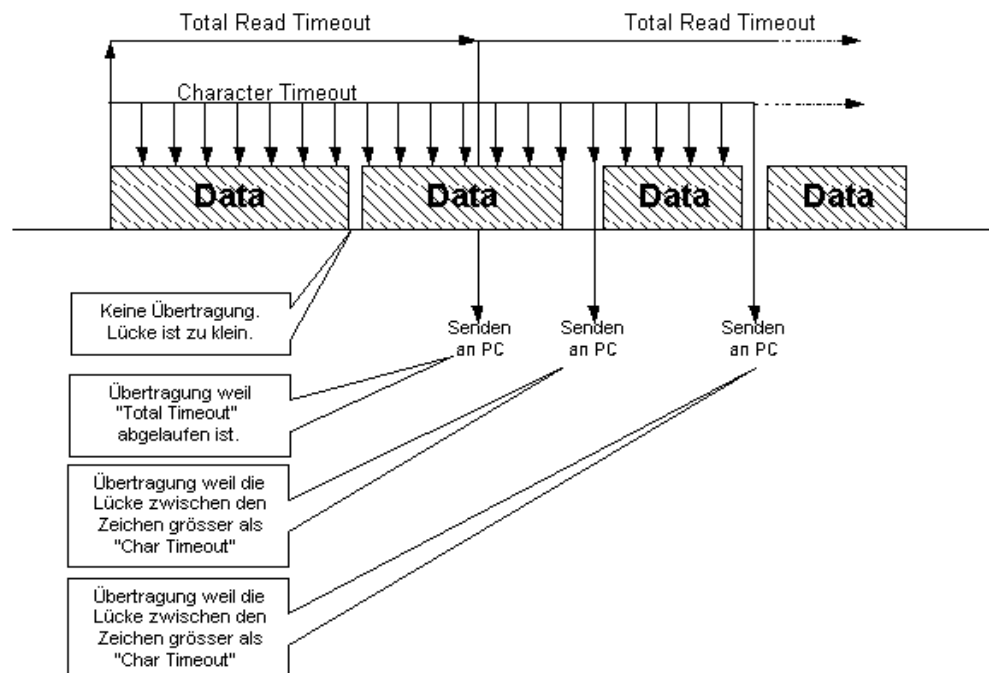 Total Read Timeout
Total Read Timeout
Character Timeout
Data
Data
Data
Data
Keine Übertragung.
Lücke ist zu klein.
Senden
an PC
Senden
an PC
Senden
an PC
Übertragung weil
"Total Timeout"
abgelaufen ist.
Übertragung weil die
Lücke zwischen den
Zeichen grösser als
"Char Timeout"
Übertragung weil die
Lücke zwischen den
Zeichen grösser als
"Char Timeout"